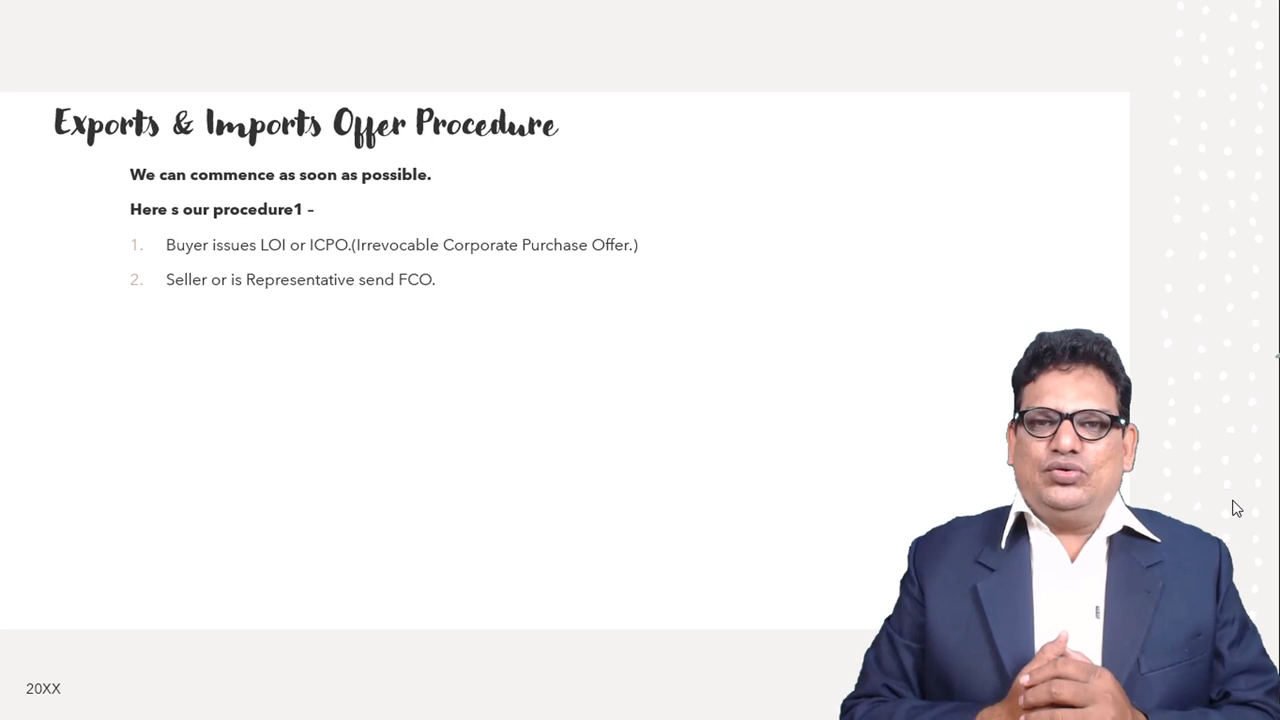 Exports & Imports Offer Procedure
We can commence as soon as possible.
Here s our procedure1 –
1. Buyer issues LOI or ICPO.(Irrevocable Corporate Purchase Offer.)
2. Seller or is Representative send FCO.
20XX